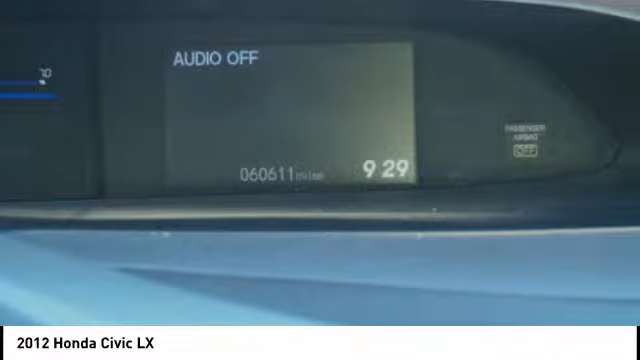 AUDIO OFF
060611 miles
9 29
PASSENGER
AIRBAG
OFF
2012 Honda Civic LX